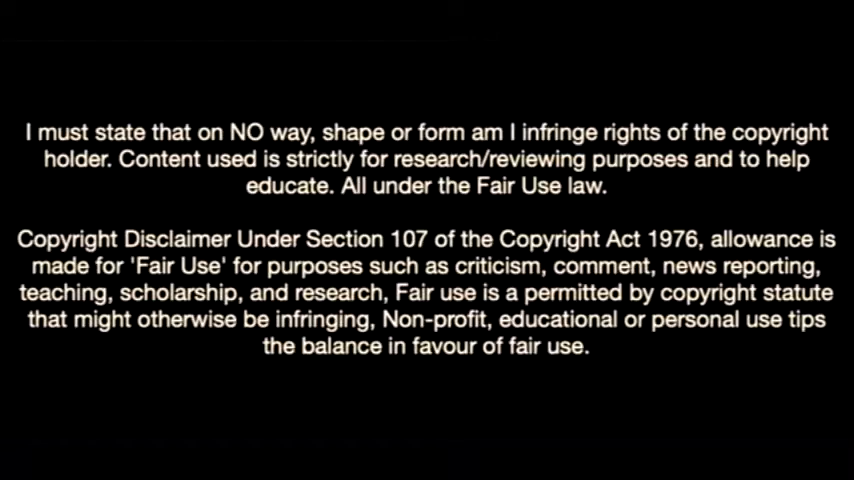 I must state that on NO way, shape or form am I infringe rights of the copyright
holder. Content used is strictly for research/reviewing purposes and to help
educate. All under the Fair Use law.
Copyright Disclaimer Under Section 107 of the Copyright Act 1976, allowance is
made for 'Fair Use' for purposes such as criticism, comment, news reporting,
teaching, scholarship, and research, Fair use is a permitted by copyright statute
that might otherwise be infringing, Non-profit, educational or personal use tips
the balance in favour of fair use.